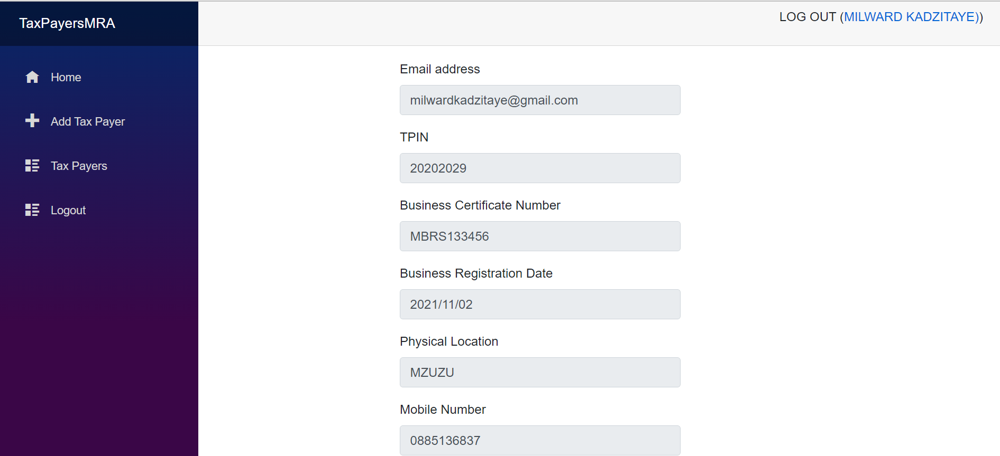 TaxPayersMRA
LOG OUT (MILWARD KADZITAYE))
Home
Add Tax Payer
Tax Payers
Logout
Email address
milwardkadzitaye@gmail.com
TPIN
20202029
Business Certificate Number
MBRS133456
Business Registration Date
2021/11/02
Physical Location
MZUZU
Mobile Number
0885136837